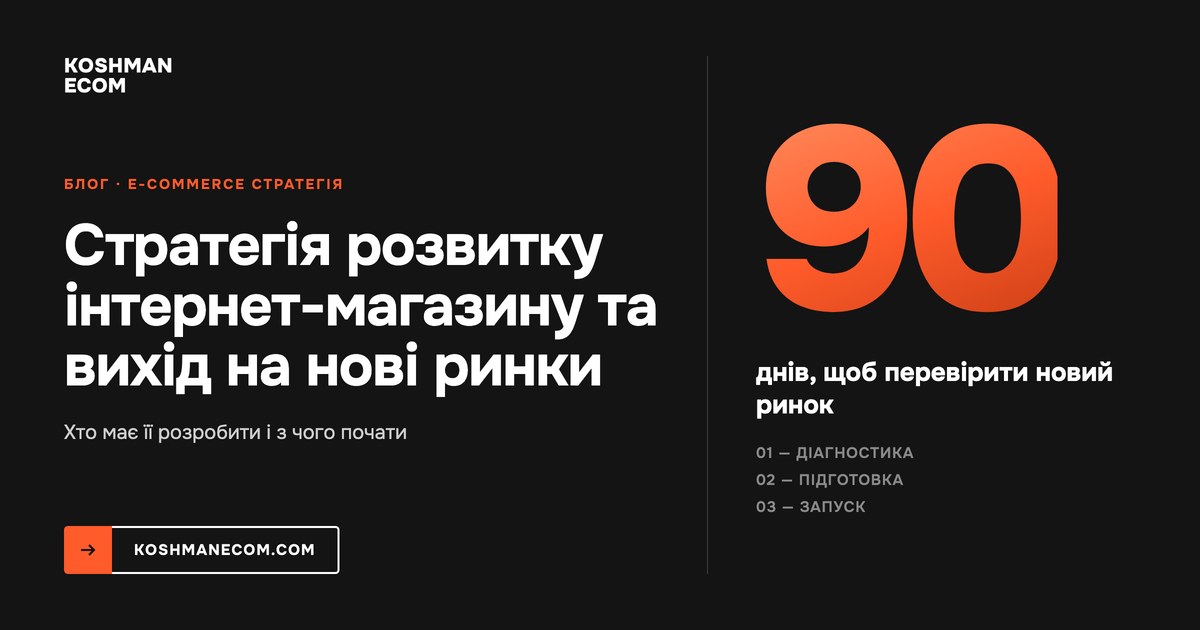 KOSHMAN
ECOM
БЛОГ · E-COMMERCE СТРАТЕГІЯ
Стратегія розвитку
інтернет-магазину та
вихід на нові ринки
Хто має її розробити і з чого почати
→ KOSHMANECOM.COM
90
днів, щоб перевірити новий
ринок
01 — ДІАГНОСТИКА
02 — ПІДГОТОВКА
03 — ЗАПУСК